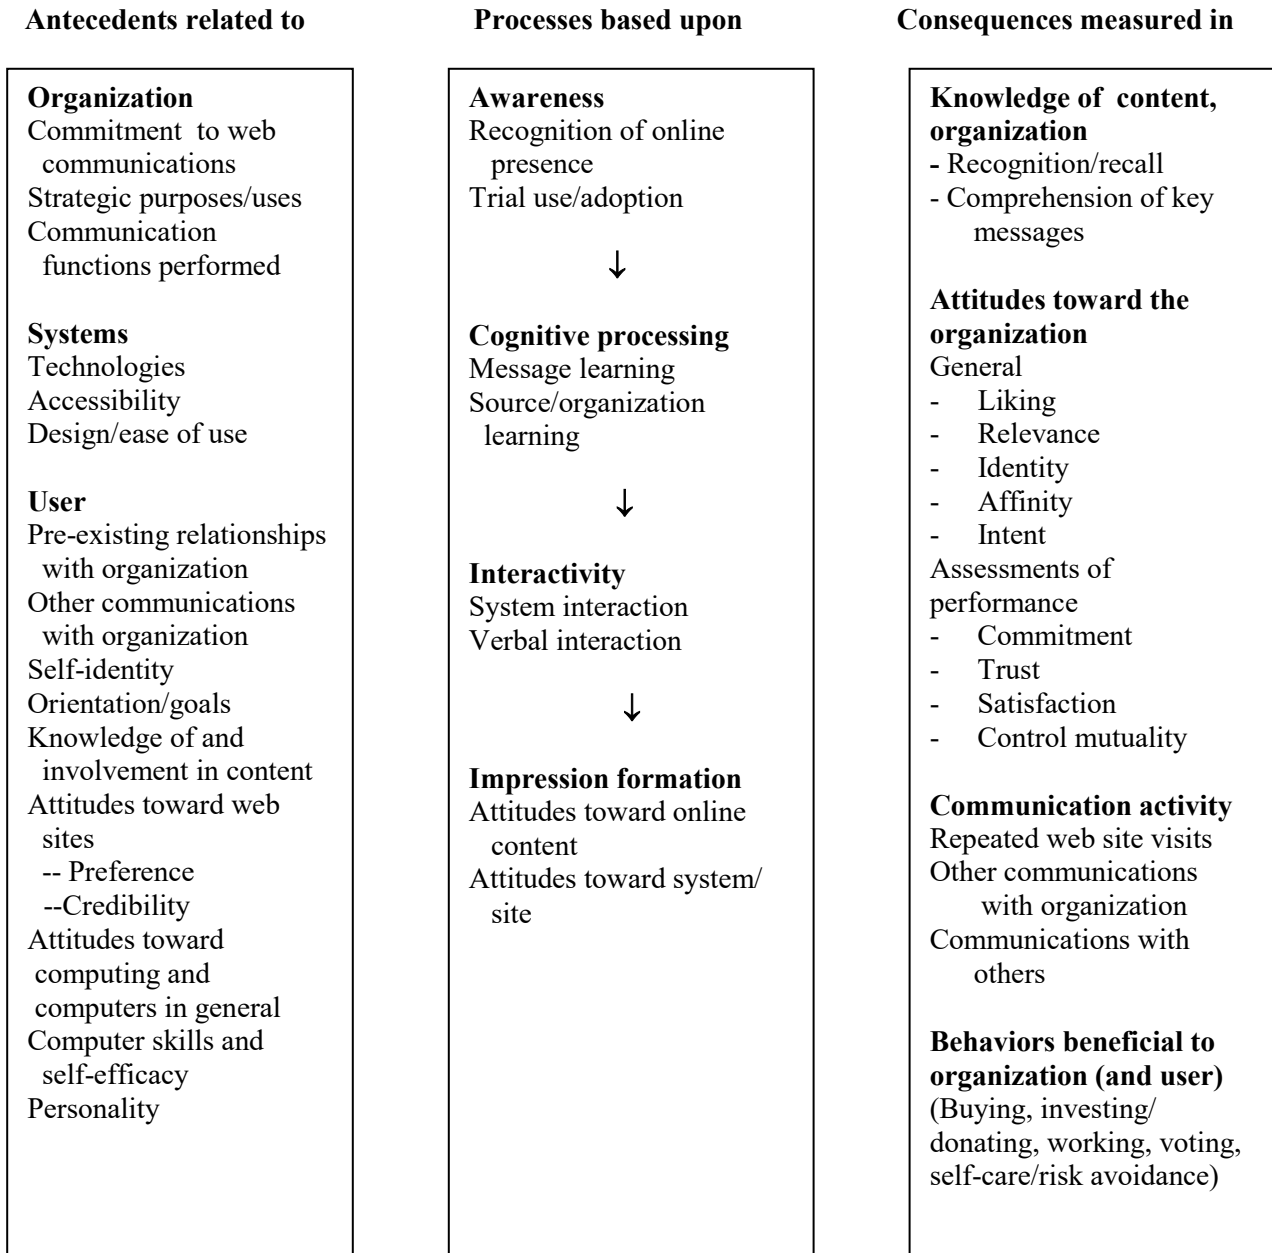 Antecedents related to
Organization
Commitment to web
communications
Strategic purposes/uses
Communication
functions performed
Systems
Technologies
Accessibility
Design/ease of use
User
Pre-existing relationships
with organization
Other communications
with organization
Self-identity
Orientation/goals
Knowledge of and
involvement in content
Attitudes toward web
sites
-- Preference
--Credibility
Attitudes toward
computing and
computers in general
Computer skills and
self-efficacy
Personality
Processes based upon
Awareness
Recognition of online
presence
Trial use/adoption
↓
Cognitive processing
Message learning
Source/organization
learning
↓
Interactivity
System interaction
Verbal interaction
↓
Impression formation
Attitudes toward online
content
Attitudes toward system/
site
Consequences measured in
Knowledge of content,
organization
- Recognition/recall
- Comprehension of key
messages
Attitudes toward the
organization
General
- Liking
- Relevance
- Identity
- Affinity
- Intent
Assessments of
performance
- Commitment
- Trust
- Satisfaction
- Control mutuality
Communication activity
Repeated web site visits
Other communications
with organization
Communications with
others
Behaviors beneficial to
organization (and user)
(Buying, investing/
donating, working, voting,
self-care/risk avoidance)